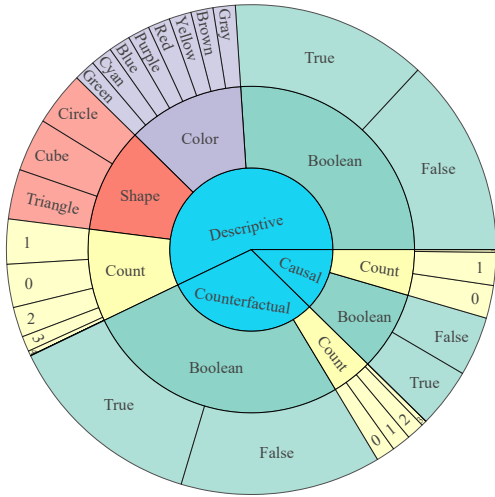 Gray
Brown
Yellow
Red
Purple
Blue
Cyan
Green
True
False
Circle
Cube
Triangle
Color
Boolean
Shape
Count
Descriptive
Causal
Counterfactual
1
0
2
3
Count
1
0
Boolean
False
True
Count
2
1
0
Boolean
True
False